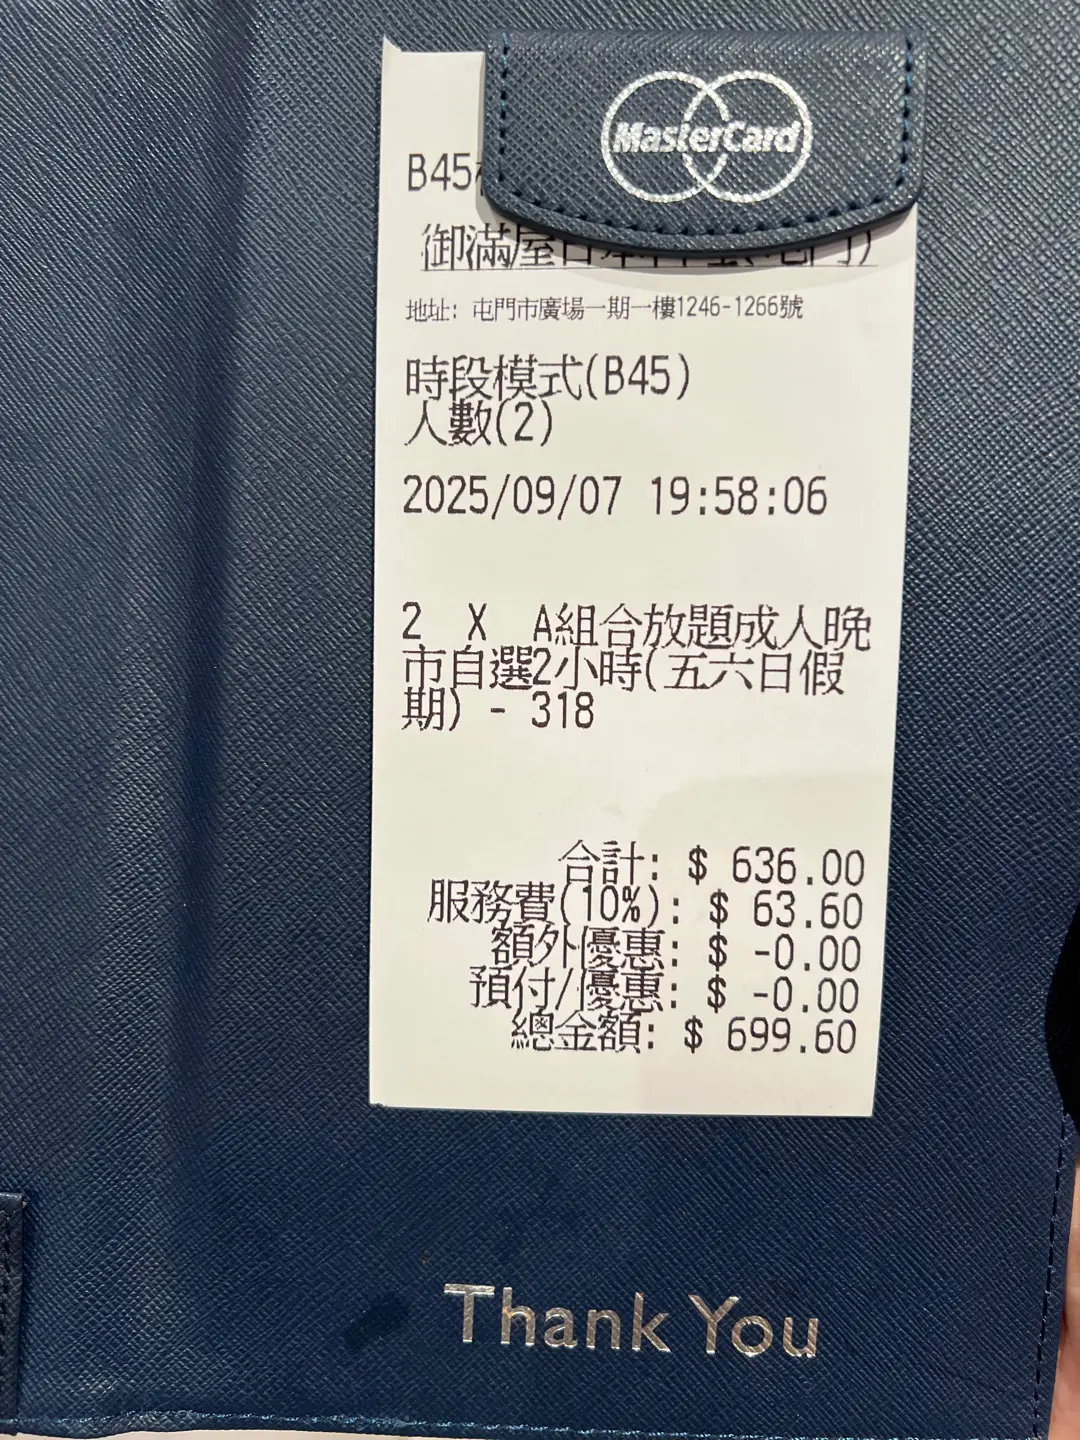 MasterCard
B45
御滿屋
地址: 屯門市廣場一期一樓1246-1266號
時段模式(B45)
人數(2)
2025/09/07 19:58:06
2 X A組合放題成人晚
市自選2小時(五六日假
期) - 318
合計: $ 636.00
服務費(10%): $ 63.60
額外優惠: $ -0.00
預付/優惠: $ -0.00
總金額: $ 699.60
Thank You